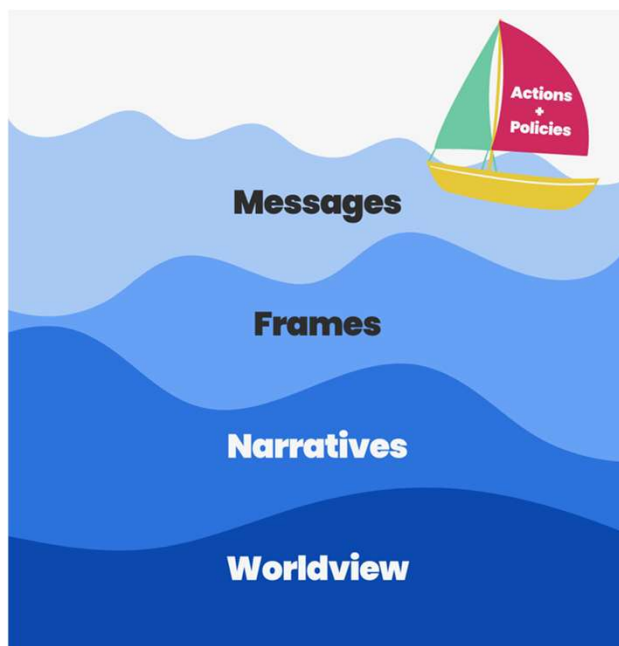 Actions
+
Policies
Messages
Frames
Narratives
Worldview